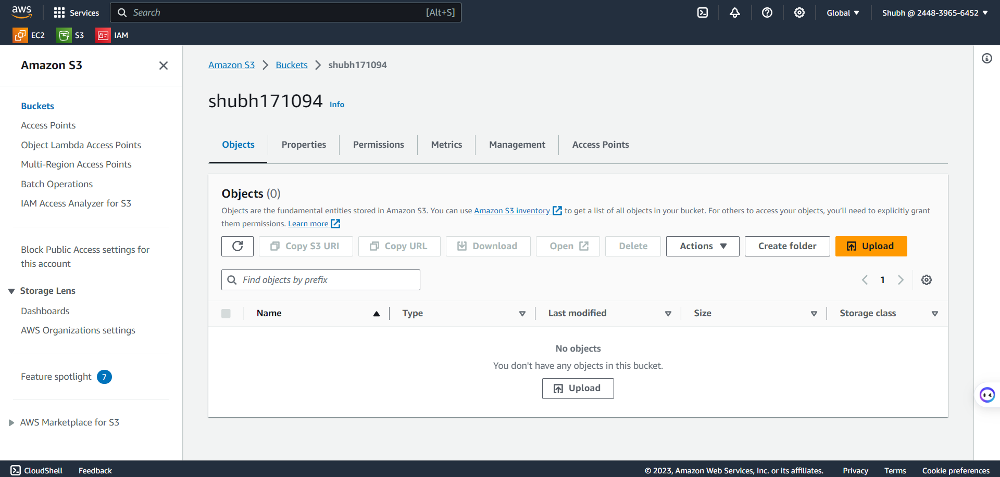 aws
Services
Search [Alt+S]
Global
Shubh @ 2448-3965-6452
EC2
S3
IAM
Amazon S3
Buckets
Access Points
Object Lambda Access Points
Multi-Region Access Points
Batch Operations
IAM Access Analyzer for S3
Block Public Access settings for
this account
Storage Lens
Dashboards
AWS Organizations settings
Feature spotlight 7
AWS Marketplace for S3
Amazon S3 Buckets shubh171094
shubh171094 Info
Objects Properties Permissions Metrics Management Access Points
Objects (0)
Objects are the fundamental entities stored in Amazon S3. You can use Amazon S3 inventory to get a list of all objects in your bucket. For others to access your objects, you'll need to explicitly grant
them permissions. Learn more
Copy S3 URI Copy URL Download Open Delete Actions Create folder Upload
Find objects by prefix
1
Name Type Last modified Size Storage class
No objects
You don't have any objects in this bucket.
Upload
CloudShell Feedback
© 2023, Amazon Web Services, Inc. or its affiliates. Privacy Terms Cookie preferences